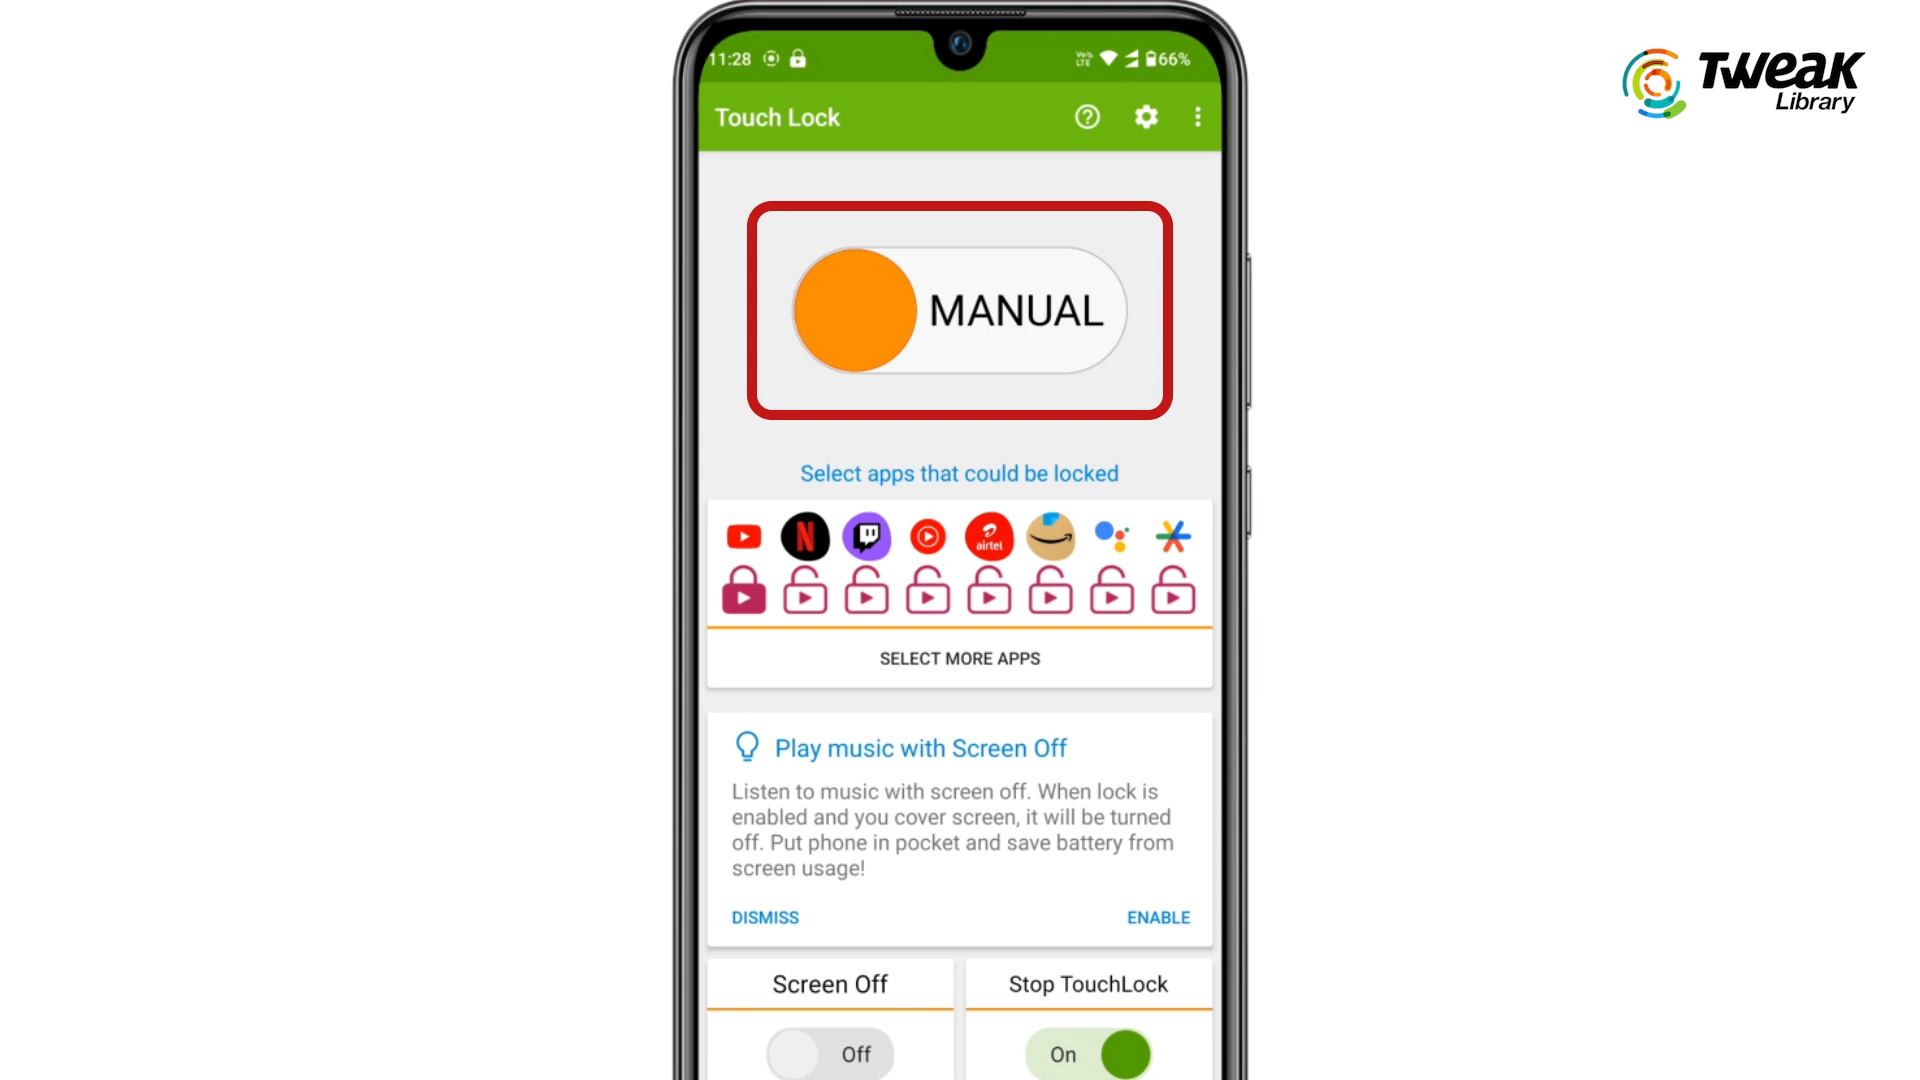 11:28
Vo)) LTE
66%
TWEAK
Library
Touch Lock
MANUAL
Select apps that could be locked
N
airtel
SELECT MORE APPS
Play music with Screen Off
Listen to music with screen off. When lock is
enabled and you cover screen, it will be turned
off. Put phone in pocket and save battery from
screen usage!
DISMISS
ENABLE
Screen Off
Stop TouchLock
Off
On